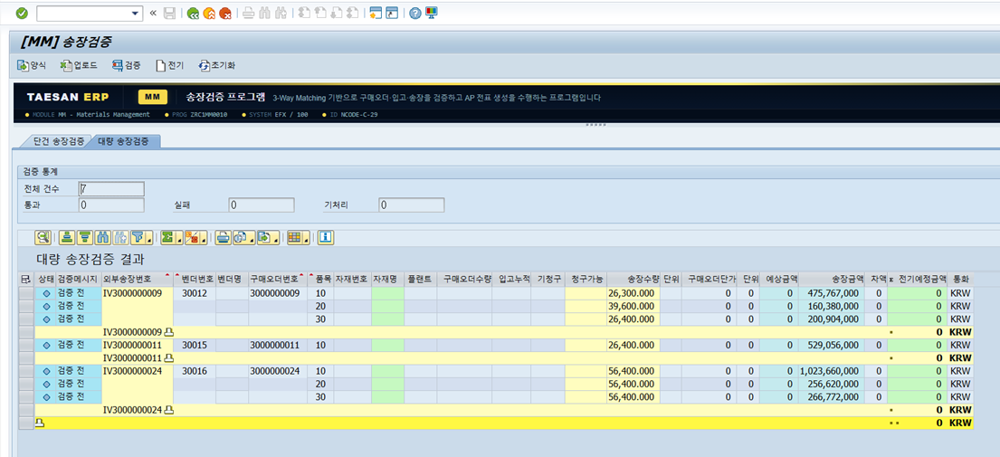 [MM] 송장검증
양식 업로드 검증 전기 초기화
TAESAN ERP MM 송장검증 프로그램 3-Way Matching 기반으로 구매오더·입고·송장을 검증하고 AP 전표 생성을 수행하는 프로그램입니다
MODULE MM - Materials Management PROG ZRC1MM0010 SYSTEM EFX / 100 ID NCODE-C-29
단건 송장검증 대량 송장검증
검증 통계
전체 건수 7
통과 0 실패 0 기처리 0
대량 송장검증 결과
상태 검증메시지 외부송장번호 벤더번호 벤더명 구매오더번호 품목 자재번호 자재명 플랜트 구매오더수량 입고누적 기청구 청구가능 송장수량 단위 구매오더단가 단위 예상금액 송장금액 차액 전기예정금액 통화
검증 전 IV3000000009 30012 3000000009 10 26,300.000 0 0 0 475,767,000 0 0 KRW
검증 전 20 39,600.000 0 0 0 160,380,000 0 0 KRW
검증 전 30 26,400.000 0 0 0 200,904,000 0 0 KRW
IV3000000009 0 KRW
검증 전 IV3000000011 30015 3000000011 10 26,400.000 0 0 0 529,056,000 0 0 KRW
IV3000000011 0 KRW
검증 전 IV3000000024 30016 3000000024 10 56,400.000 0 0 0 1,023,660,000 0 0 KRW
검증 전 20 56,400.000 0 0 0 256,620,000 0 0 KRW
검증 전 30 56,400.000 0 0 0 266,772,000 0 0 KRW
IV3000000024 0 KRW
0 KRW